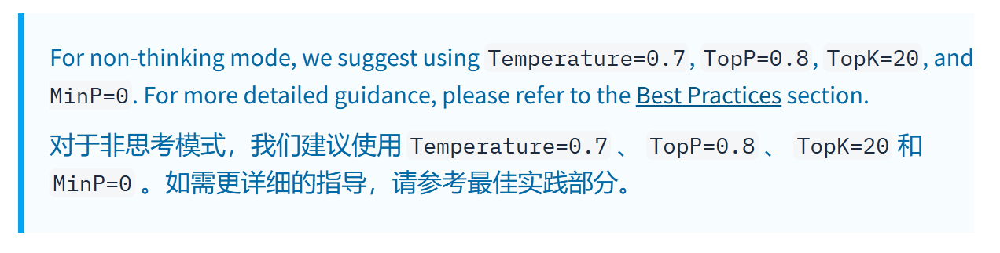 For non-thinking mode, we suggest using Temperature=0.7, TopP=0.8, TopK=20, and
MinP=0. For more detailed guidance, please refer to the Best Practices section.
对于非思考模式，我们建议使用 Temperature=0.7 、 TopP=0.8 、 TopK=20 和
MinP=0 。如需更详细的指导，请参考最佳实践部分。